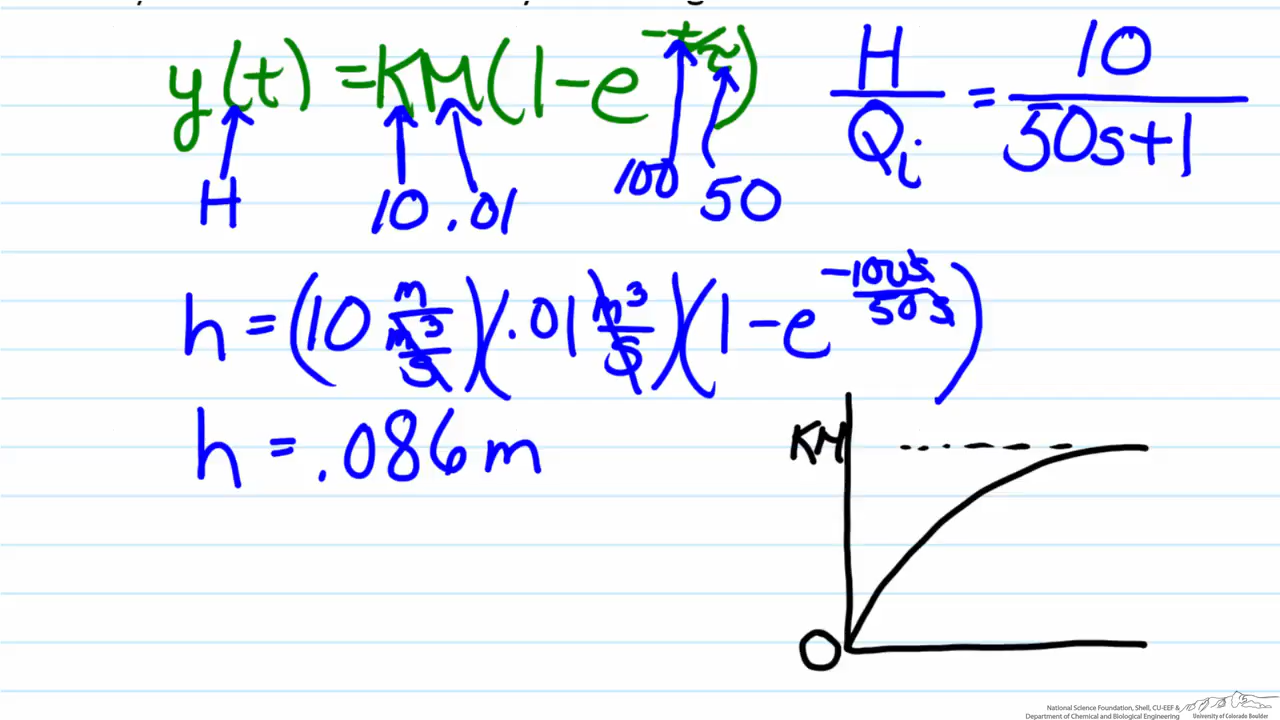 y(t) = KM(1-e^{-t/τ})
H/Q_i = 10/(50s+1)
H 10 .01 100 50
h = (10 m/(m³/s))(.01 m³/s)(1-e^{-100s/50s})
h = .086m
KM
0
National Science Foundation, Shell, CU-EEF &
Department of Chemical and Biological Engineering
University of Colorado Boulder